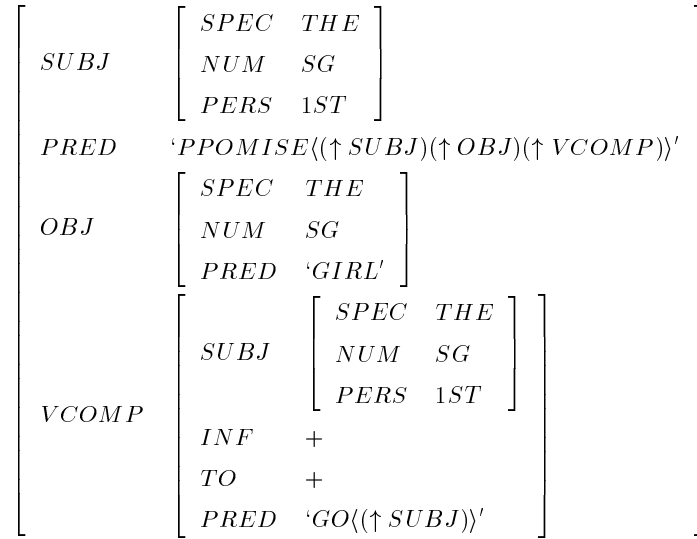 SPEC THE
SUBJ NUM SG
PERS 1ST
PRED ‘PPOMISE⟨(↑ SUBJ)(↑ OBJ)(↑ VCOMP)⟩′
SPEC THE
OBJ NUM SG
PRED ‘GIRL′
SPEC THE
SUBJ NUM SG
PERS 1ST
VCOMP
INF +
TO +
PRED ‘GO⟨(↑ SUBJ)⟩′